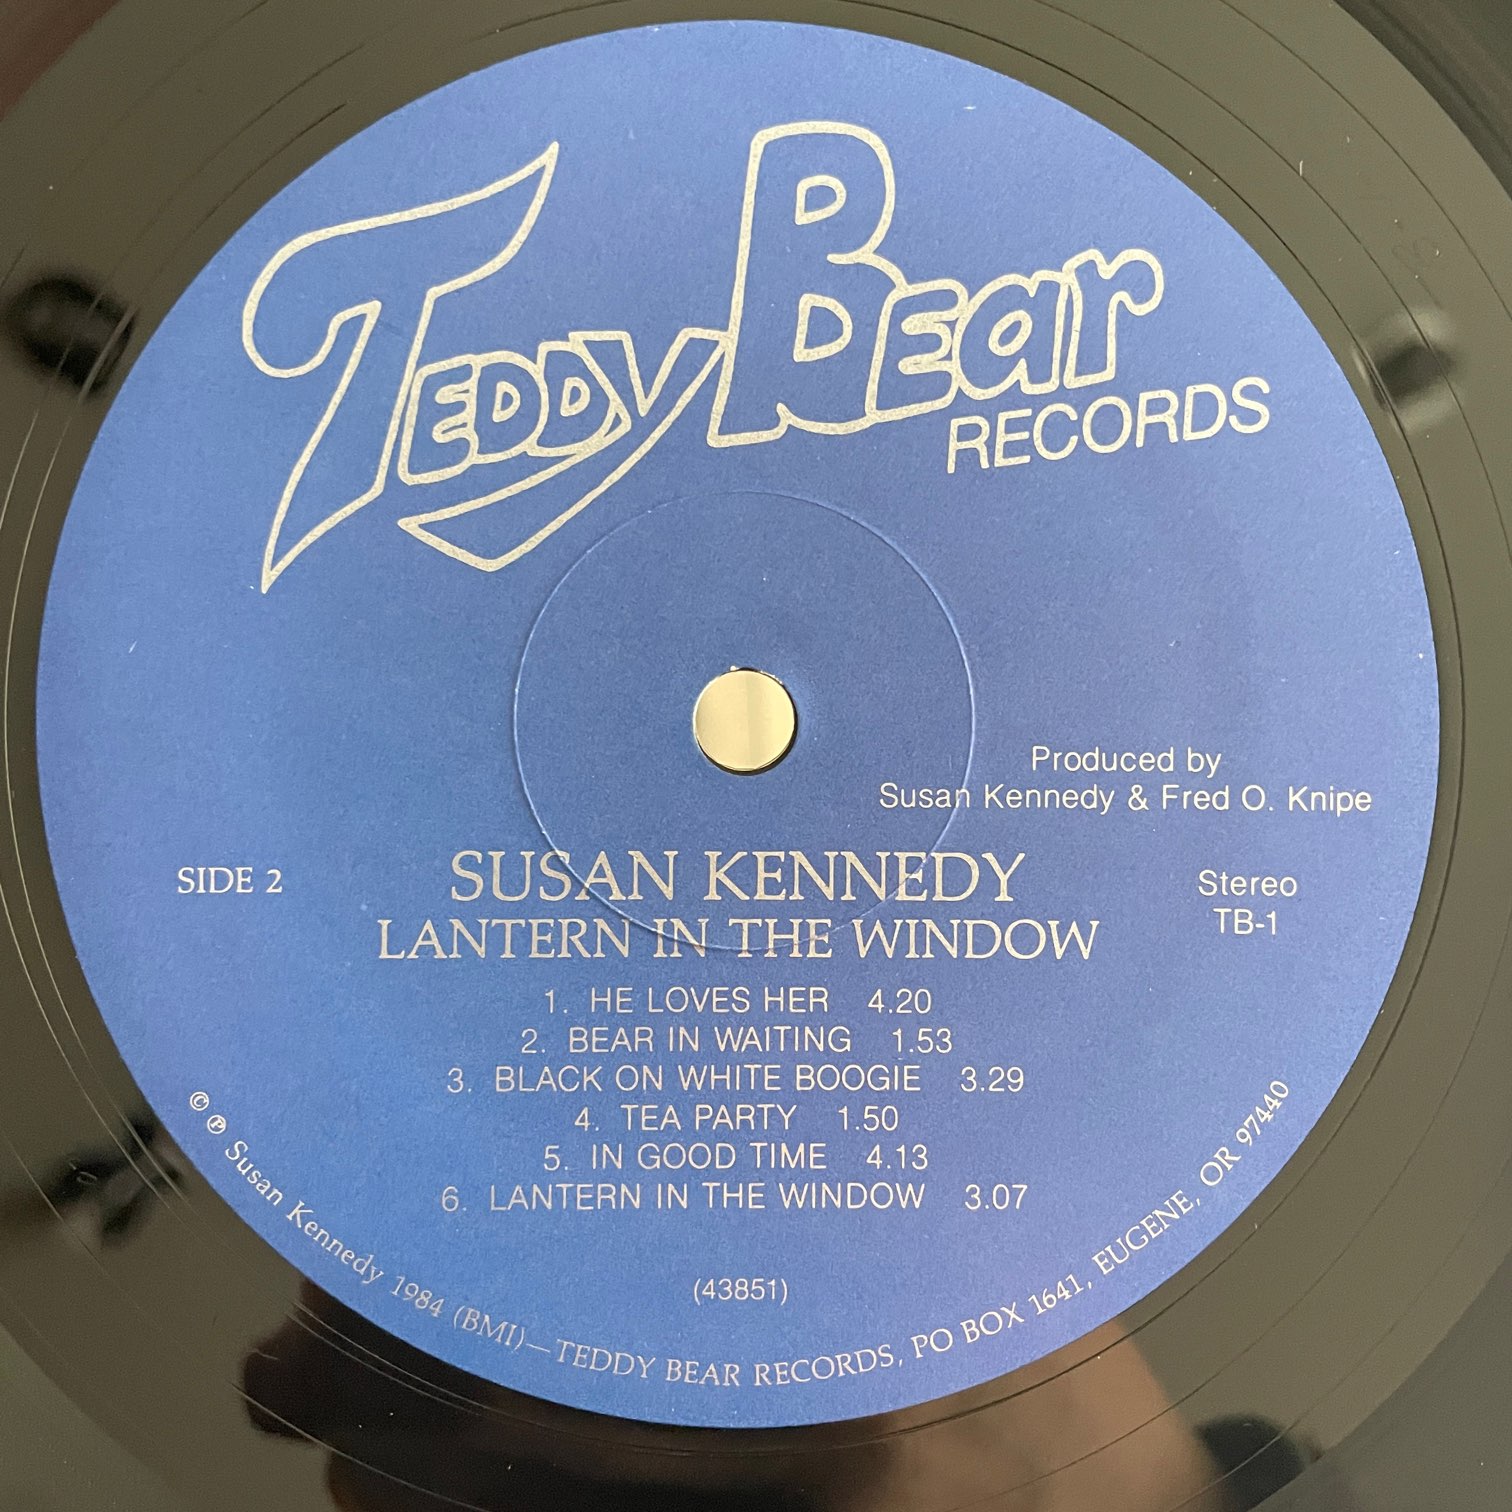 Teddy Bear
RECORDS
Produced by
Susan Kennedy & Fred O. Knipe
SIDE 2
SUSAN KENNEDY
LANTERN IN THE WINDOW
Stereo
TB-1
1. HE LOVES HER 4.20
2. BEAR IN WAITING 1.53
3. BLACK ON WHITE BOOGIE 3.29
4. TEA PARTY 1.50
5. IN GOOD TIME 4.13
6. LANTERN IN THE WINDOW 3.07
(43851)
© ℗ Susan Kennedy 1984 (BMI)—TEDDY BEAR RECORDS, PO BOX 1641, EUGENE, OR 97440